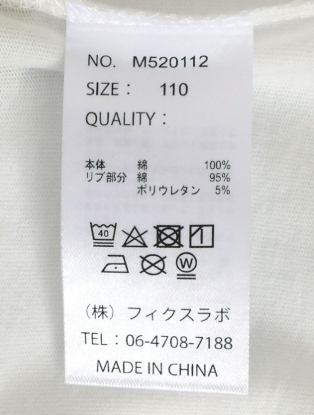 NO. M520112
SIZE： 110
QUALITY：
本体 綿 100%
リブ部分 綿 95%
ポリウレタン 5%
40
W
（株）フィクスラボ
TEL：06-4708-7188
MADE IN CHINA